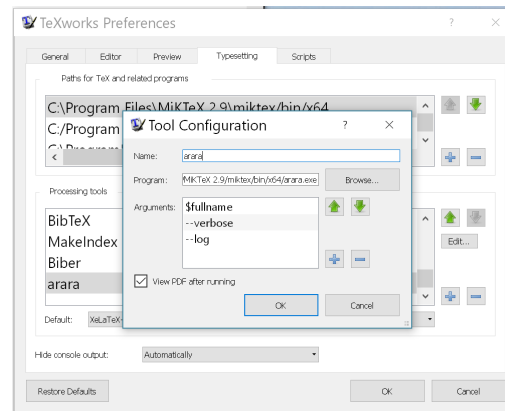 TeXworks Preferences ? ×
General Editor Preview Typesetting Scripts
Paths for TeX and related programs
C:\Program Files\MiKTeX 2.9\miktex/bin/x64
C:/Program
Tool Configuration ? ×
Name: arara
Program: MiKTeX 2.9/miktex/bin/x64/arara.exe Browse...
Arguments: $fullname
--verbose
--log
View PDF after running
OK Cancel
Processing tools
BibTeX
MakeIndex
Biber
arara
Edit...
Default: XeLaTeX-
Hide console output: Automatically
Restore Defaults OK Cancel